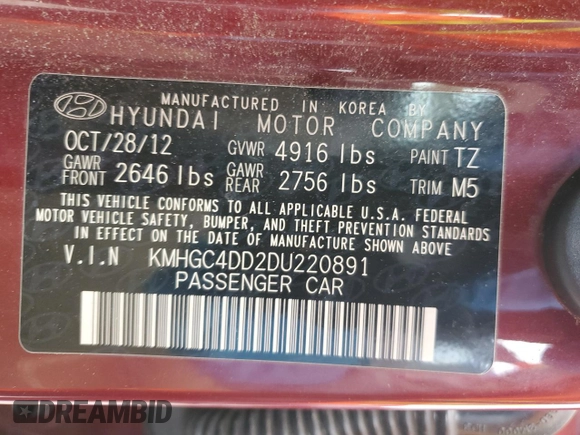 MANUFACTURED IN KOREA BY
HYUNDAI MOTOR COMPANY
OCT/28/12 GVWR 4916 lbs PAINT TZ
GAWR FRONT 2646 lbs GAWR REAR 2756 lbs TRIM M5
THIS VEHICLE CONFORMS TO ALL APPLICABLE U.S.A. FEDERAL
MOTOR VEHICLE SAFETY, BUMPER, AND THEFT PREVENTION STANDARDS
IN EFFECT ON THE DATE OF MANUFACTURE SHOWN ABOVE.
V.I.N KMHGC4DD2DU220891
PASSENGER CAR
DREAMBID